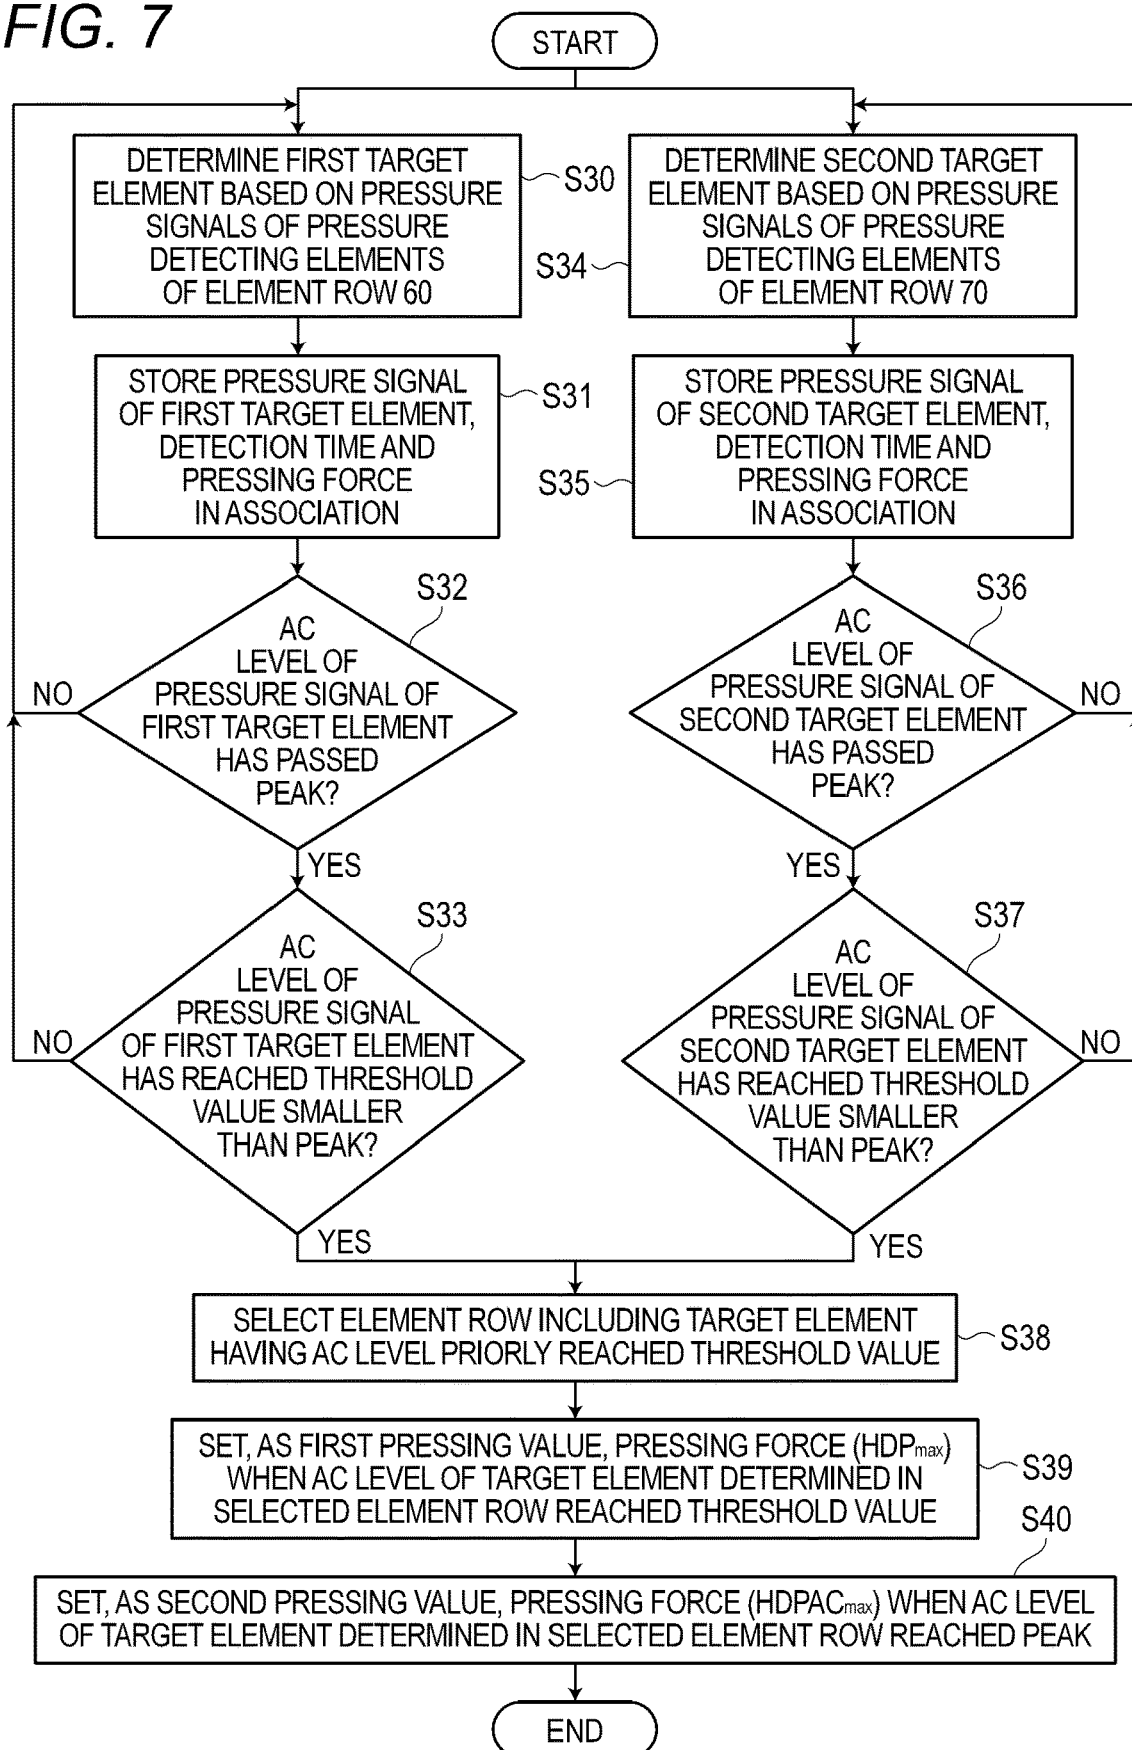 FIG. 7
START
DETERMINE FIRST TARGET
ELEMENT BASED ON PRESSURE
SIGNALS OF PRESSURE
DETECTING ELEMENTS
OF ELEMENT ROW 60
S30
DETERMINE SECOND TARGET
ELEMENT BASED ON PRESSURE
SIGNALS OF PRESSURE
DETECTING ELEMENTS
OF ELEMENT ROW 70
S34
STORE PRESSURE SIGNAL
OF FIRST TARGET ELEMENT,
DETECTION TIME AND
PRESSING FORCE
IN ASSOCIATION
S31
STORE PRESSURE SIGNAL
OF SECOND TARGET ELEMENT,
DETECTION TIME AND
PRESSING FORCE
IN ASSOCIATION
S35
S32
AC
LEVEL OF
PRESSURE SIGNAL OF
FIRST TARGET ELEMENT
HAS PASSED
PEAK?
NO
YES
S36
AC
LEVEL OF
PRESSURE SIGNAL OF
SECOND TARGET ELEMENT
HAS PASSED
PEAK?
NO
YES
S33
AC
LEVEL OF
PRESSURE SIGNAL
OF FIRST TARGET ELEMENT
HAS REACHED THRESHOLD
VALUE SMALLER
THAN PEAK?
NO
YES
S37
AC
LEVEL OF
PRESSURE SIGNAL OF
SECOND TARGET ELEMENT
HAS REACHED THRESHOLD
VALUE SMALLER
THAN PEAK?
NO
YES
SELECT ELEMENT ROW INCLUDING TARGET ELEMENT
HAVING AC LEVEL PRIORLY REACHED THRESHOLD VALUE
S38
SET, AS FIRST PRESSING VALUE, PRESSING FORCE (HDPmax)
WHEN AC LEVEL OF TARGET ELEMENT DETERMINED IN
SELECTED ELEMENT ROW REACHED THRESHOLD VALUE
S39
S40
SET, AS SECOND PRESSING VALUE, PRESSING FORCE (HDPACmax) WHEN AC LEVEL
OF TARGET ELEMENT DETERMINED IN SELECTED ELEMENT ROW REACHED PEAK
END